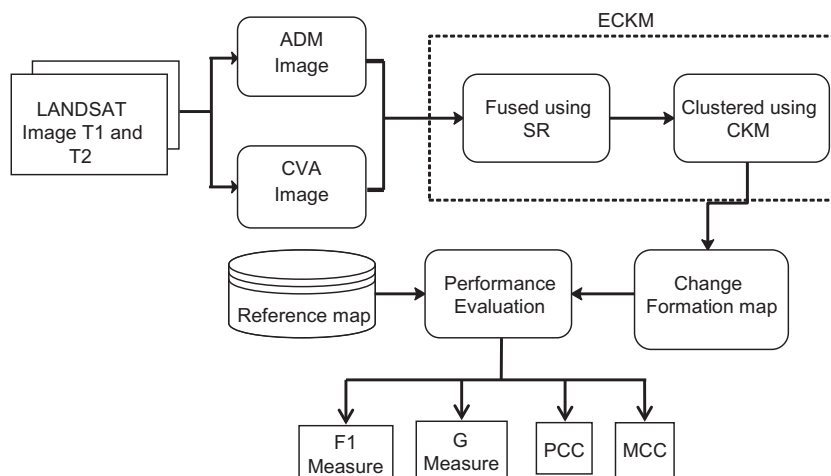 ECKM
LANDSAT
Image T1 and
T2
ADM
Image
CVA
Image
Fused using
SR
Clustered using
CKM
Reference map
Performance
Evaluation
Change
Formation map
F1
Measure
G
Measure
PCC
MCC